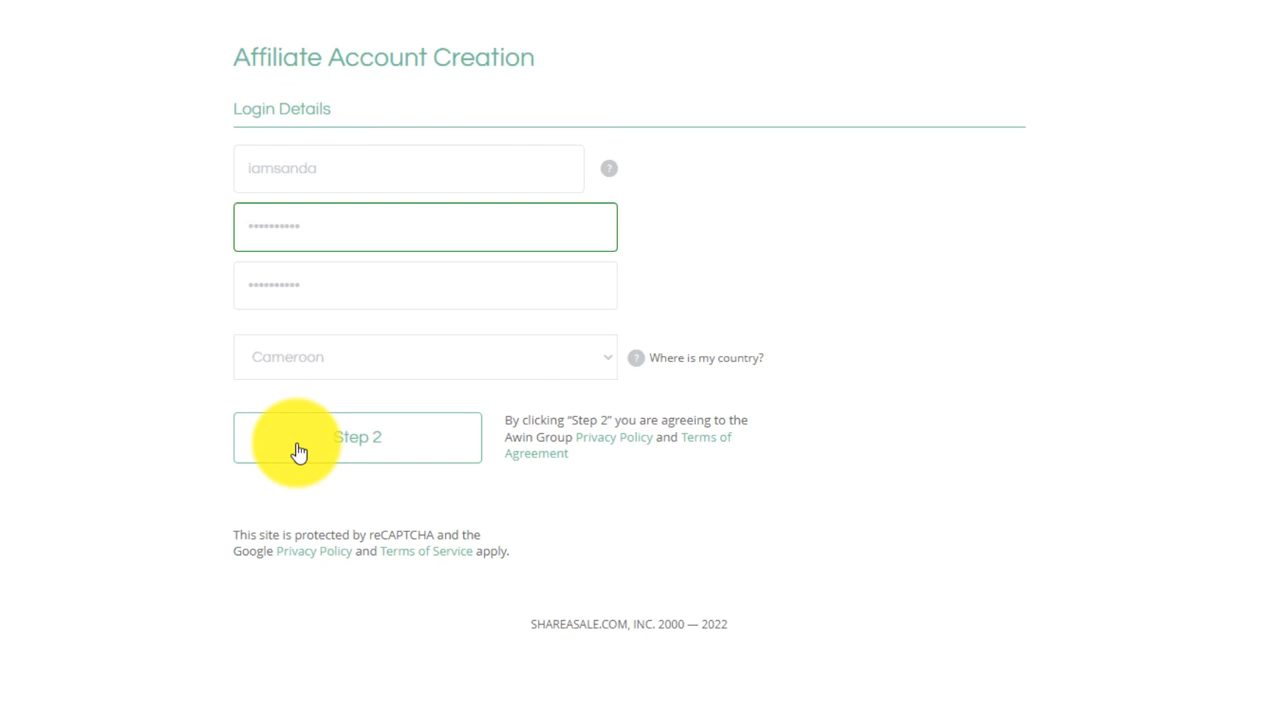 Affiliate Account Creation
Login Details
iamsanda
?
••••••••••
••••••••••
Cameroon
? Where is my country?
Step 2
By clicking “Step 2” you are agreeing to the
Awin Group Privacy Policy and Terms of
Agreement
This site is protected by reCAPTCHA and the
Google Privacy Policy and Terms of Service apply.
SHAREASALE.COM, INC. 2000 — 2022